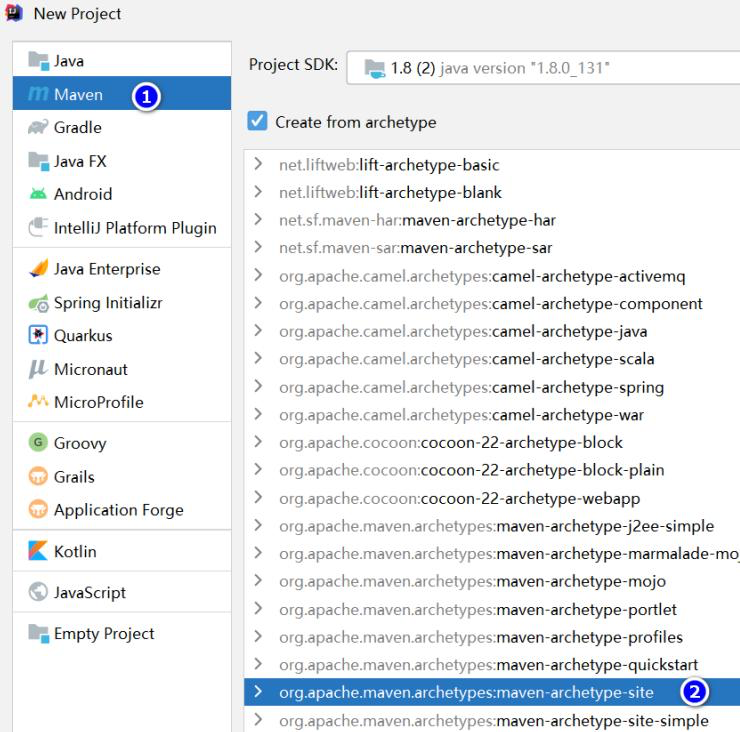 New Project
Java
Maven 1
Gradle
Java FX
Android
IntelliJ Platform Plugin
Java Enterprise
Spring Initializr
Quarkus
Micronaut
MicroProfile
Groovy
Grails
Application Forge
Kotlin
JavaScript
Empty Project
Project SDK: 1.8 (2) java version "1.8.0_131"
Create from archetype
net.liftweb:lift-archetype-basic
net.liftweb:lift-archetype-blank
net.sf.maven-har:maven-archetype-har
net.sf.maven-sar:maven-archetype-sar
org.apache.camel.archetypes:camel-archetype-activemq
org.apache.camel.archetypes:camel-archetype-component
org.apache.camel.archetypes:camel-archetype-java
org.apache.camel.archetypes:camel-archetype-scala
org.apache.camel.archetypes:camel-archetype-spring
org.apache.camel.archetypes:camel-archetype-war
org.apache.cocoon:cocoon-22-archetype-block
org.apache.cocoon:cocoon-22-archetype-block-plain
org.apache.cocoon:cocoon-22-archetype-webapp
org.apache.maven.archetypes:maven-archetype-j2ee-simple
org.apache.maven.archetypes:maven-archetype-marmalade-mo
org.apache.maven.archetypes:maven-archetype-mojo
org.apache.maven.archetypes:maven-archetype-portlet
org.apache.maven.archetypes:maven-archetype-profiles
org.apache.maven.archetypes:maven-archetype-quickstart
org.apache.maven.archetypes:maven-archetype-site 2
org.apache.maven.archetypes:maven-archetype-site-simple